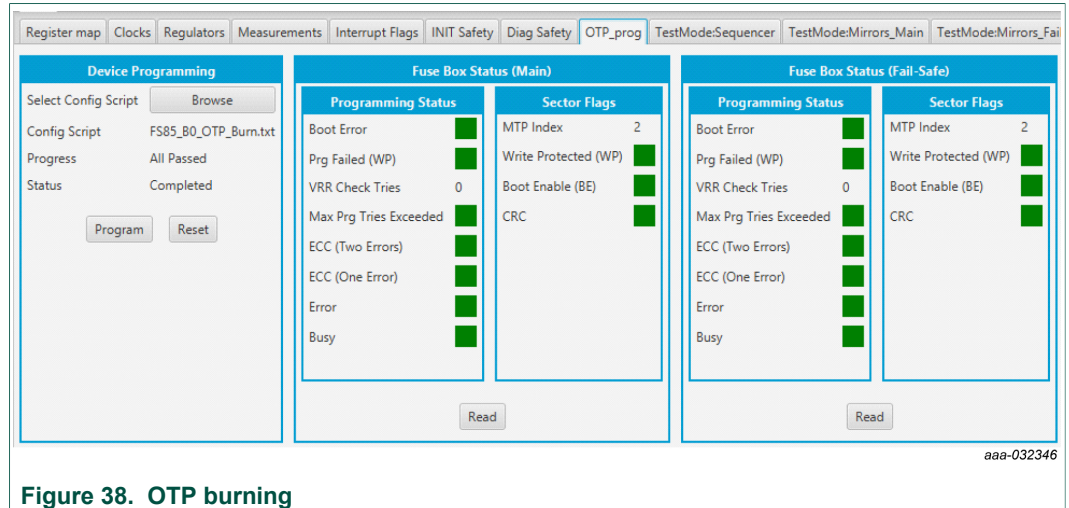 Register map Clocks Regulators Measurements Interrupt Flags INIT Safety Diag Safety OTP_prog TestMode:Sequencer TestMode:Mirrors_Main TestMode:Mirrors_Fai
Device Programming
Select Config Script Browse
Config Script FS85_B0_OTP_Burn.txt
Progress All Passed
Status Completed
Program Reset
Fuse Box Status (Main)
Programming Status
Boot Error
Prg Failed (WP)
VRR Check Tries 0
Max Prg Tries Exceeded
ECC (Two Errors)
ECC (One Error)
Error
Busy
Sector Flags
MTP Index 2
Write Protected (WP)
Boot Enable (BE)
CRC
Read
Fuse Box Status (Fail-Safe)
Programming Status
Boot Error
Prg Failed (WP)
VRR Check Tries 0
Max Prg Tries Exceeded
ECC (Two Errors)
ECC (One Error)
Error
Busy
Sector Flags
MTP Index 2
Write Protected (WP)
Boot Enable (BE)
CRC
Read
aaa-032346
Figure 38. OTP burning